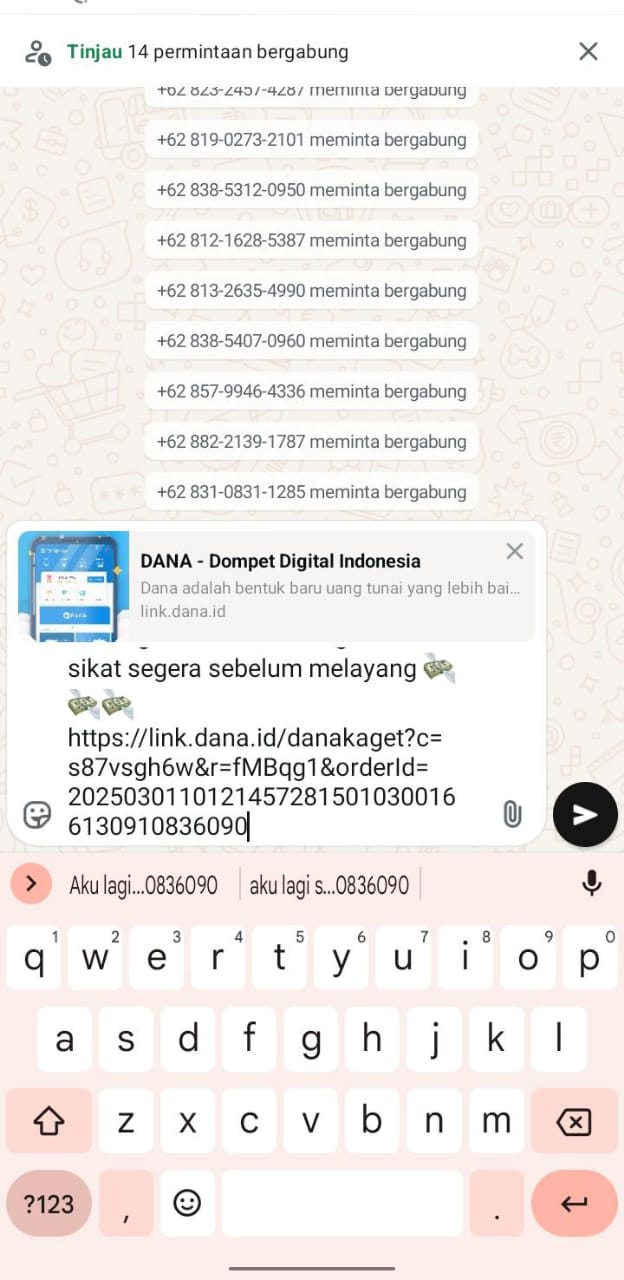 Tinjau 14 permintaan bergabung
+62 823-2457-4287 meminta bergabung
+62 819-0273-2101 meminta bergabung
+62 838-5312-0950 meminta bergabung
+62 812-1628-5387 meminta bergabung
+62 813-2635-4990 meminta bergabung
+62 838-5407-0960 meminta bergabung
+62 857-9946-4336 meminta bergabung
+62 882-2139-1787 meminta bergabung
+62 831-0831-1285 meminta bergabung
DANA - Dompet Digital Indonesia
Dana adalah bentuk baru uang tunai yang lebih bai...
link.dana.id
sikat segera sebelum melayang 💸
💸💸
https://link.dana.id/danakaget?c=
s87vsgh6w&r=fMBqg1&orderId=
2025030110121457281501030016
6130910836090
Aku lagi...0836090 aku lagi s...0836090
1 2 3 4 5 6 7 8 9 0
q w e r t y u i o p
a s d f g h j k l
z x c v b n m
?123 , .